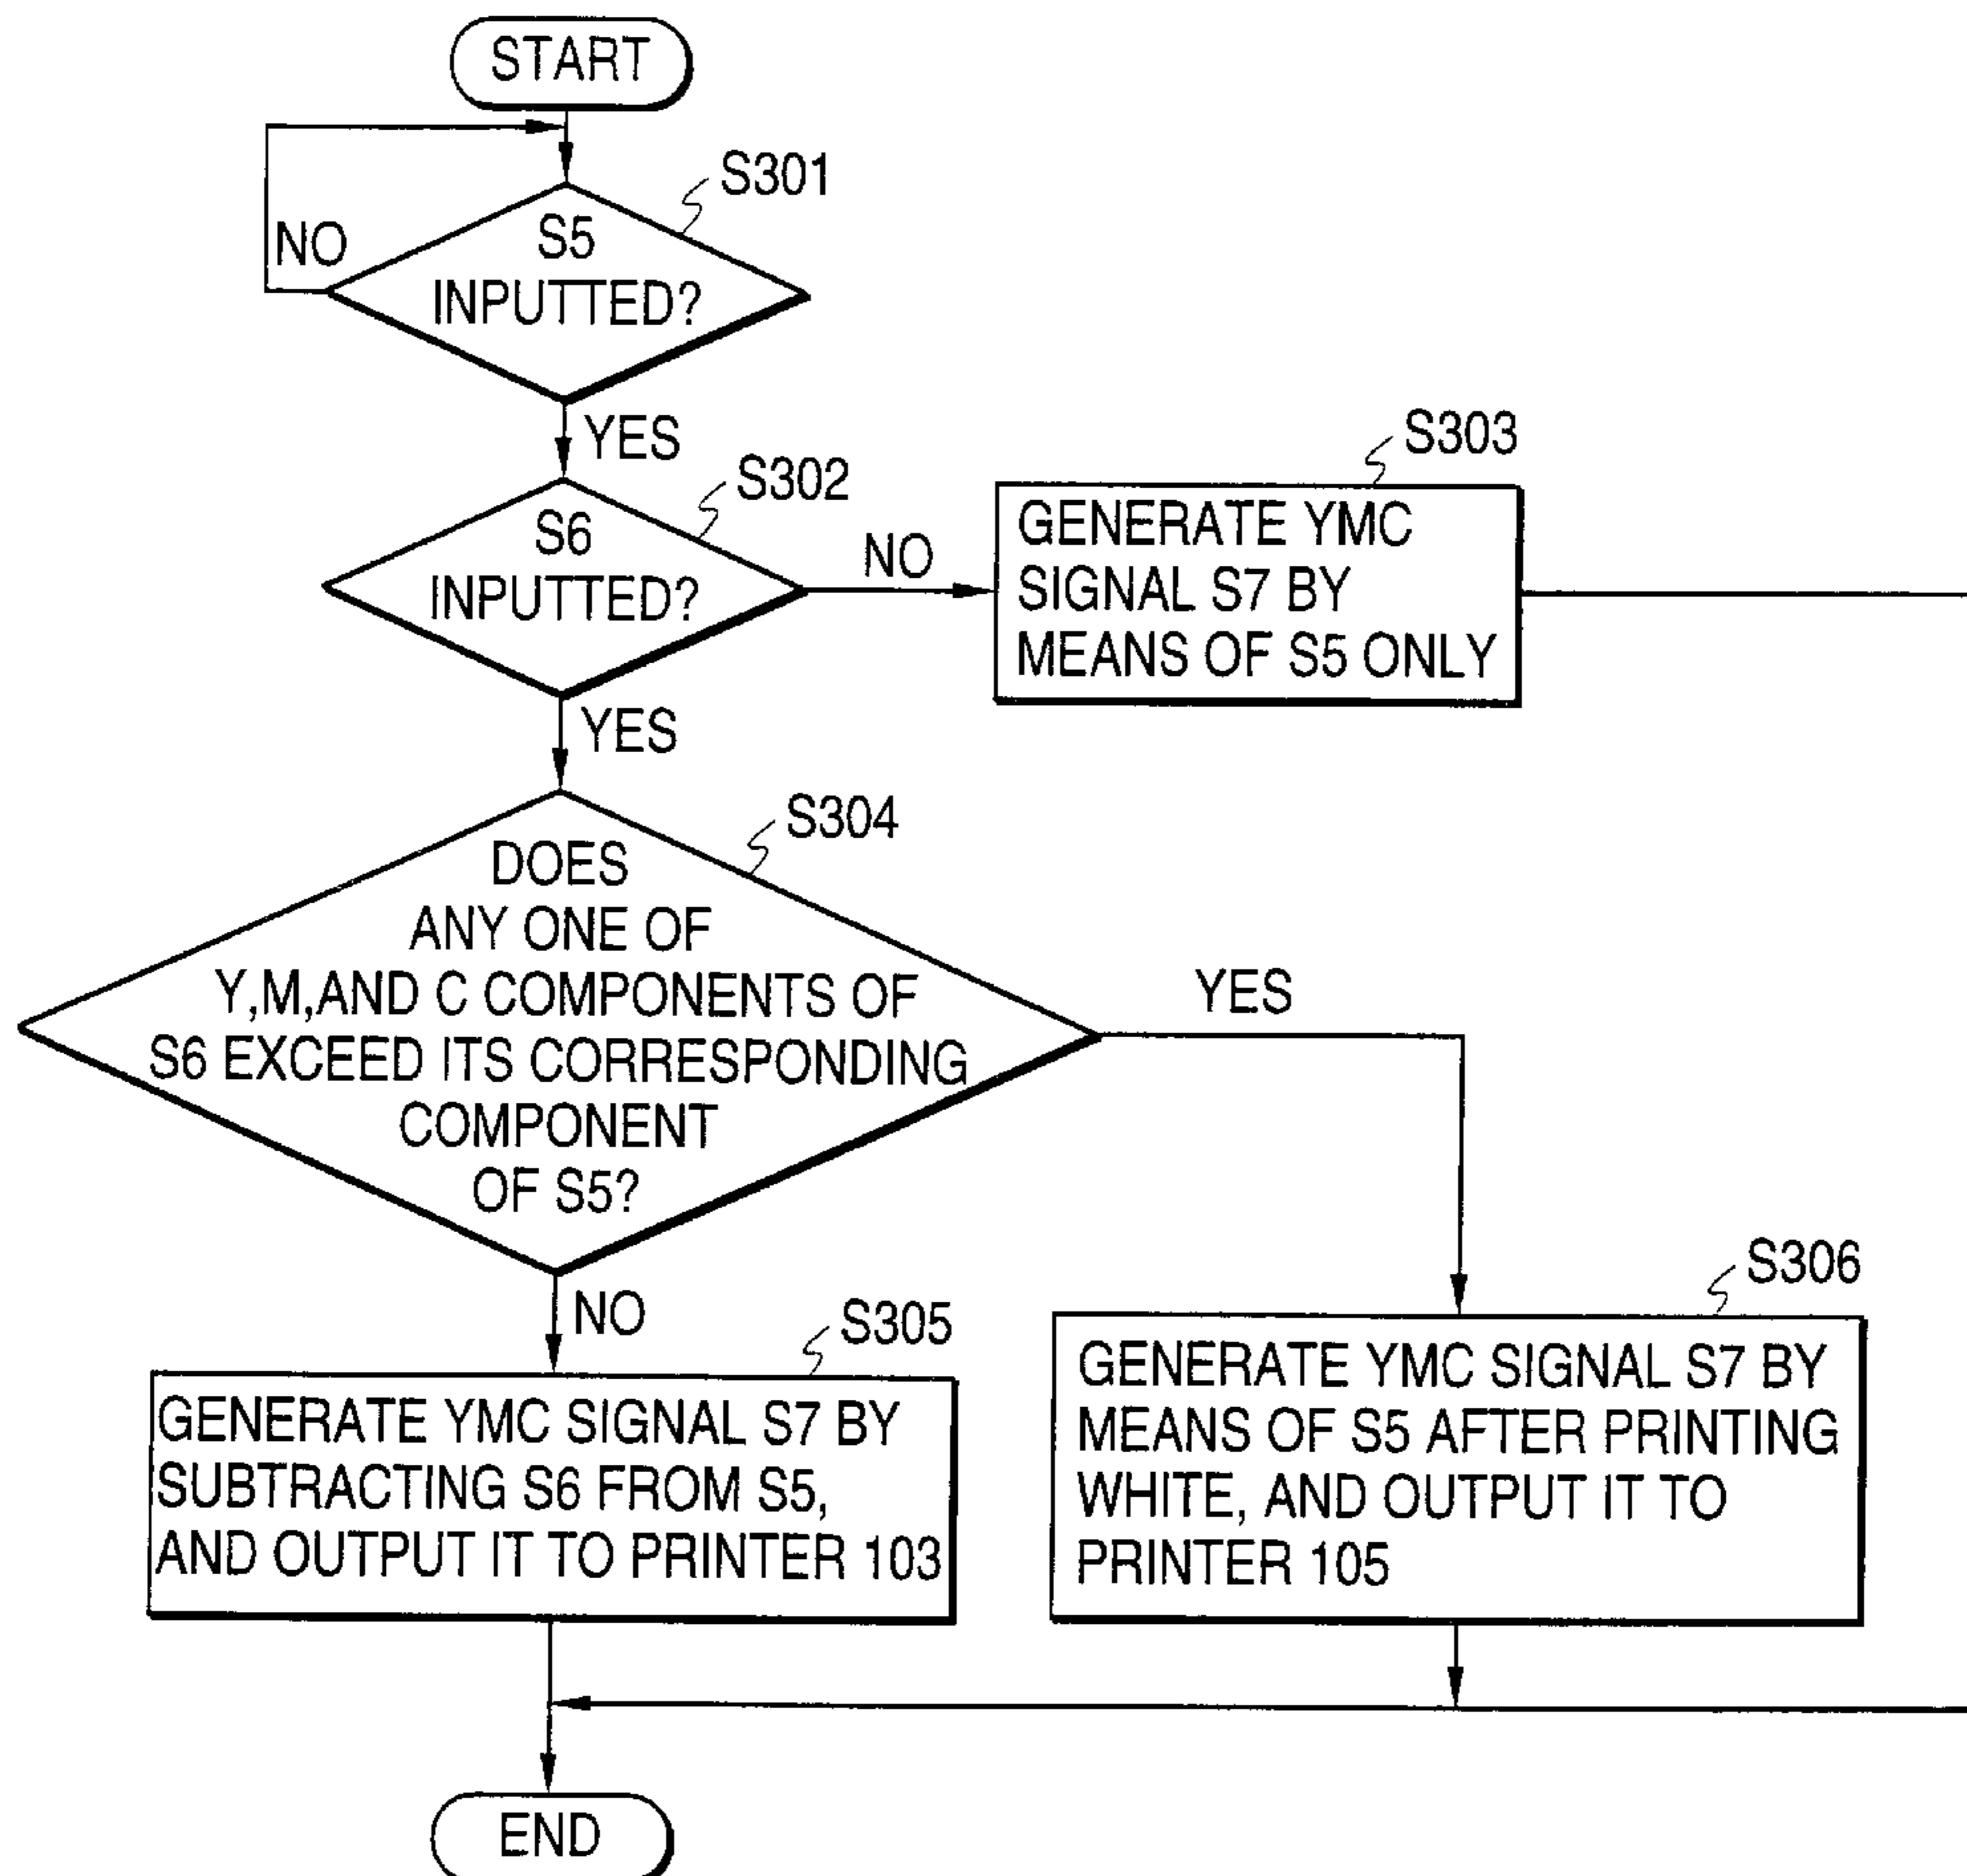 START
S301
NO
S5
INPUTTED?
YES
S302
S303
S6
INPUTTED?
NO
GENERATE YMC
SIGNAL S7 BY
MEANS OF S5 ONLY
YES
S304
DOES
ANY ONE OF
Y,M,AND C COMPONENTS OF
S6 EXCEED ITS CORRESPONDING
COMPONENT
OF S5?
YES
NO
S305
S306
GENERATE YMC SIGNAL S7 BY
SUBTRACTING S6 FROM S5,
AND OUTPUT IT TO PRINTER 103
GENERATE YMC SIGNAL S7 BY
MEANS OF S5 AFTER PRINTING
WHITE, AND OUTPUT IT TO
PRINTER 105
END